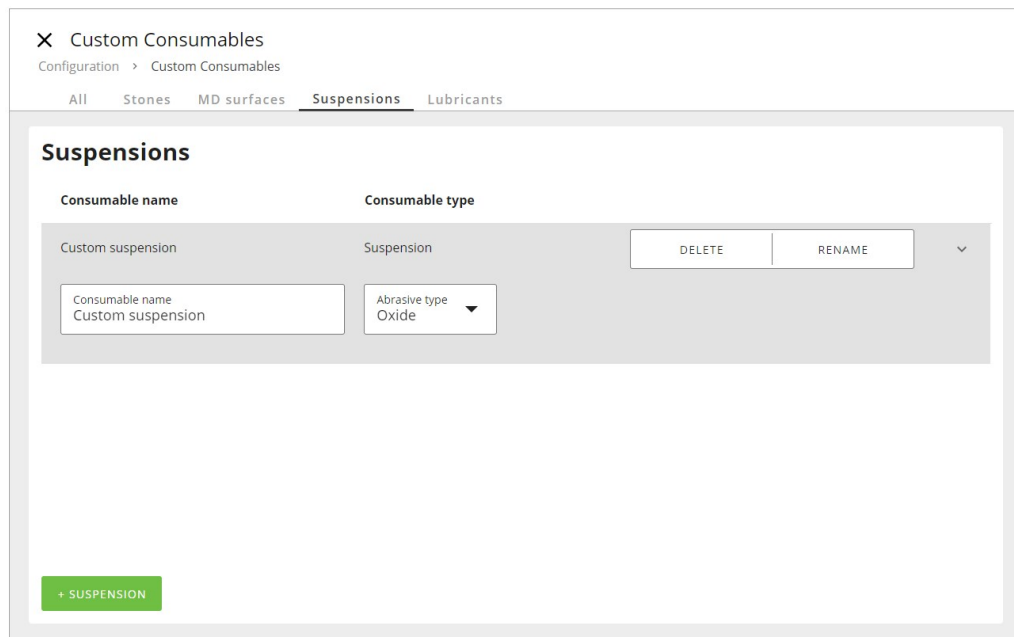 Custom Consumables
Configuration > Custom Consumables
All Stones MD surfaces Suspensions Lubricants
Suspensions
Consumable name Consumable type
Custom suspension Suspension DELETE RENAME
Consumable name Abrasive type
Custom suspension Oxide
+ SUSPENSION